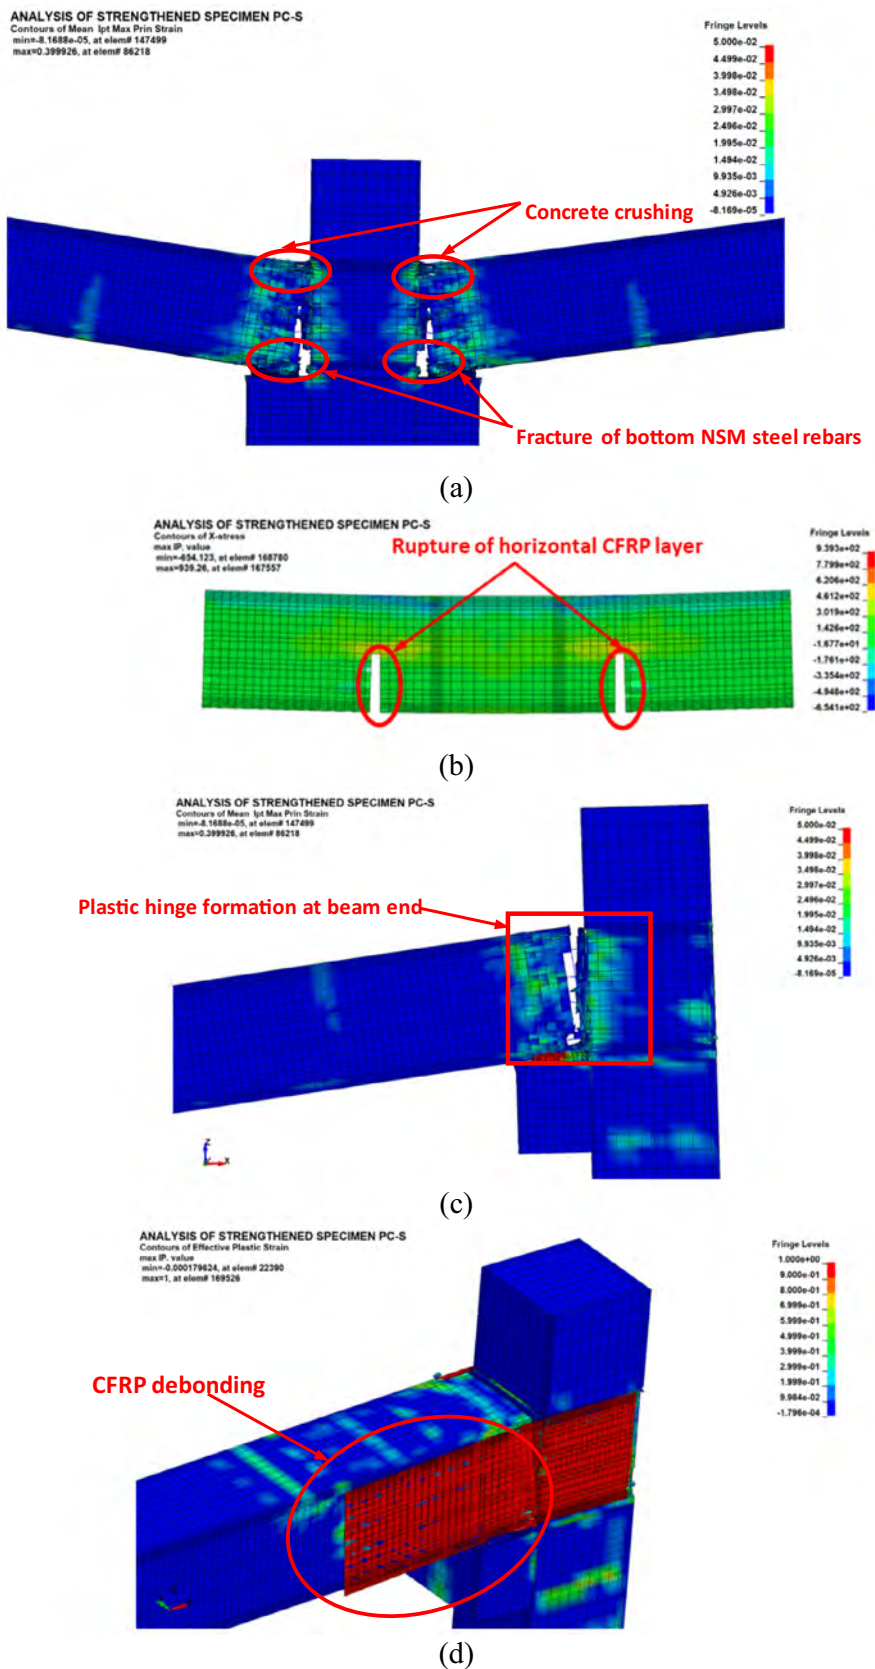 ANALYSIS OF STRENGTHENED SPECIMEN PC-S
Contours of Mean Ipt Max Prin Strain
min=-8.1688e-05, at elem# 147499
max=0.399926, at elem# 86218
Fringe Levels
5.000e-02
4.499e-02
3.998e-02
3.498e-02
2.997e-02
2.496e-02
1.995e-02
1.494e-02
9.935e-03
4.926e-03
-8.169e-05
Concrete crushing
Fracture of bottom NSM steel rebars
(a)
ANALYSIS OF STRENGTHENED SPECIMEN PC-S
Contours of X-stress
max IP. value
min=-654.123, at elem# 168780
max=939.26, at elem# 167557
Fringe Levels
9.393e+02
7.799e+02
6.206e+02
4.612e+02
3.019e+02
1.426e+02
-1.677e+01
-1.761e+02
-3.354e+02
-4.948e+02
-6.541e+02
Rupture of horizontal CFRP layer
(b)
ANALYSIS OF STRENGTHENED SPECIMEN PC-S
Contours of Mean Ipt Max Prin Strain
min=-8.1688e-05, at elem# 147499
max=0.399926, at elem# 86218
Fringe Levels
5.000e-02
4.499e-02
3.998e-02
3.498e-02
2.997e-02
2.496e-02
1.995e-02
1.494e-02
9.935e-03
4.926e-03
-8.169e-05
Plastic hinge formation at beam end
Z
X
(c)
ANALYSIS OF STRENGTHENED SPECIMEN PC-S
Contours of Effective Plastic Strain
max IP. value
min=-0.000179624, at elem# 22390
max=1, at elem# 169526
Fringe Levels
1.000e+00
9.000e-01
8.000e-01
6.999e-01
5.999e-01
4.999e-01
3.999e-01
2.999e-01
1.999e-01
9.984e-02
-1.796e-04
CFRP debonding
(d)